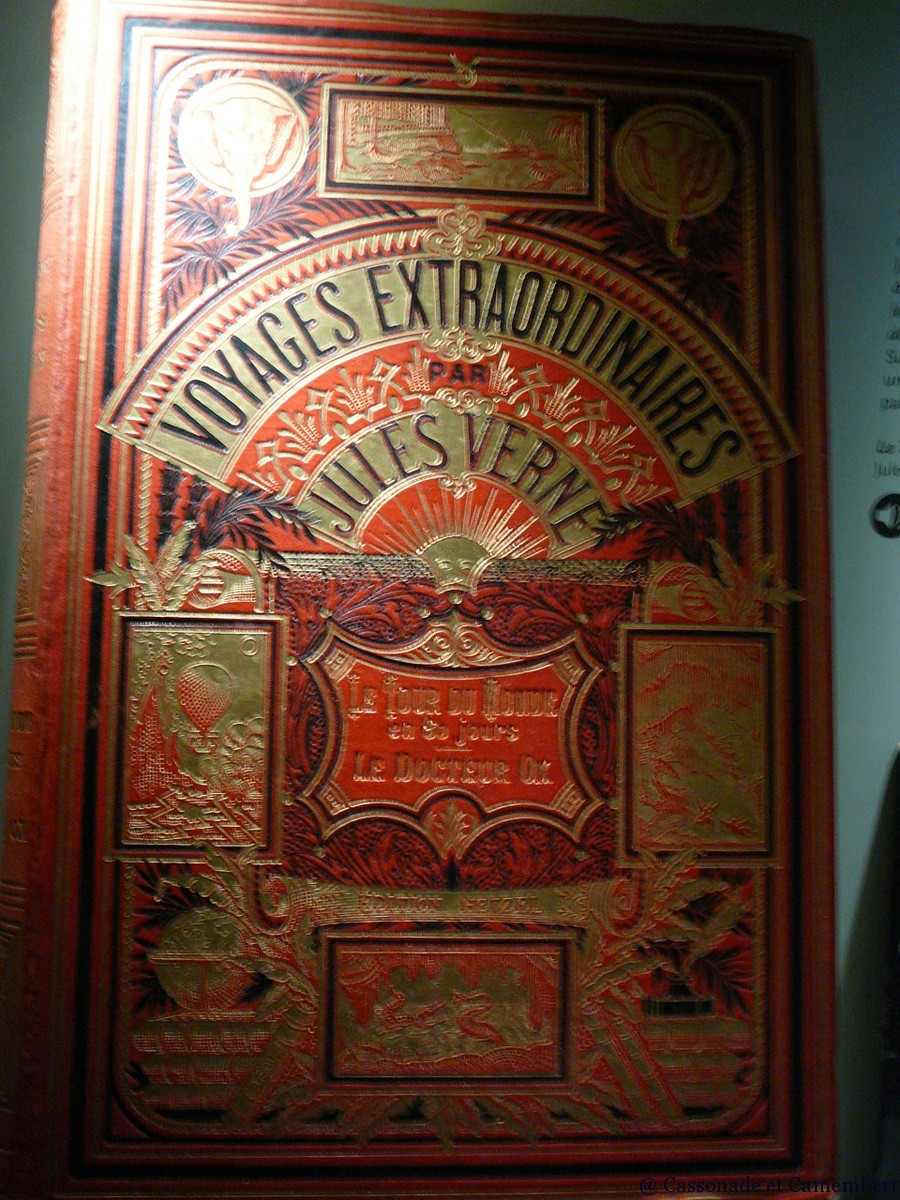 VOYAGES EXTRAORDINAIRES
PAR
JULES VERNE
LE TOUR DU MONDE
en 80 jours
LE DOCTEUR OX
EDITION HETZEL
@ Cassonade et Camembert